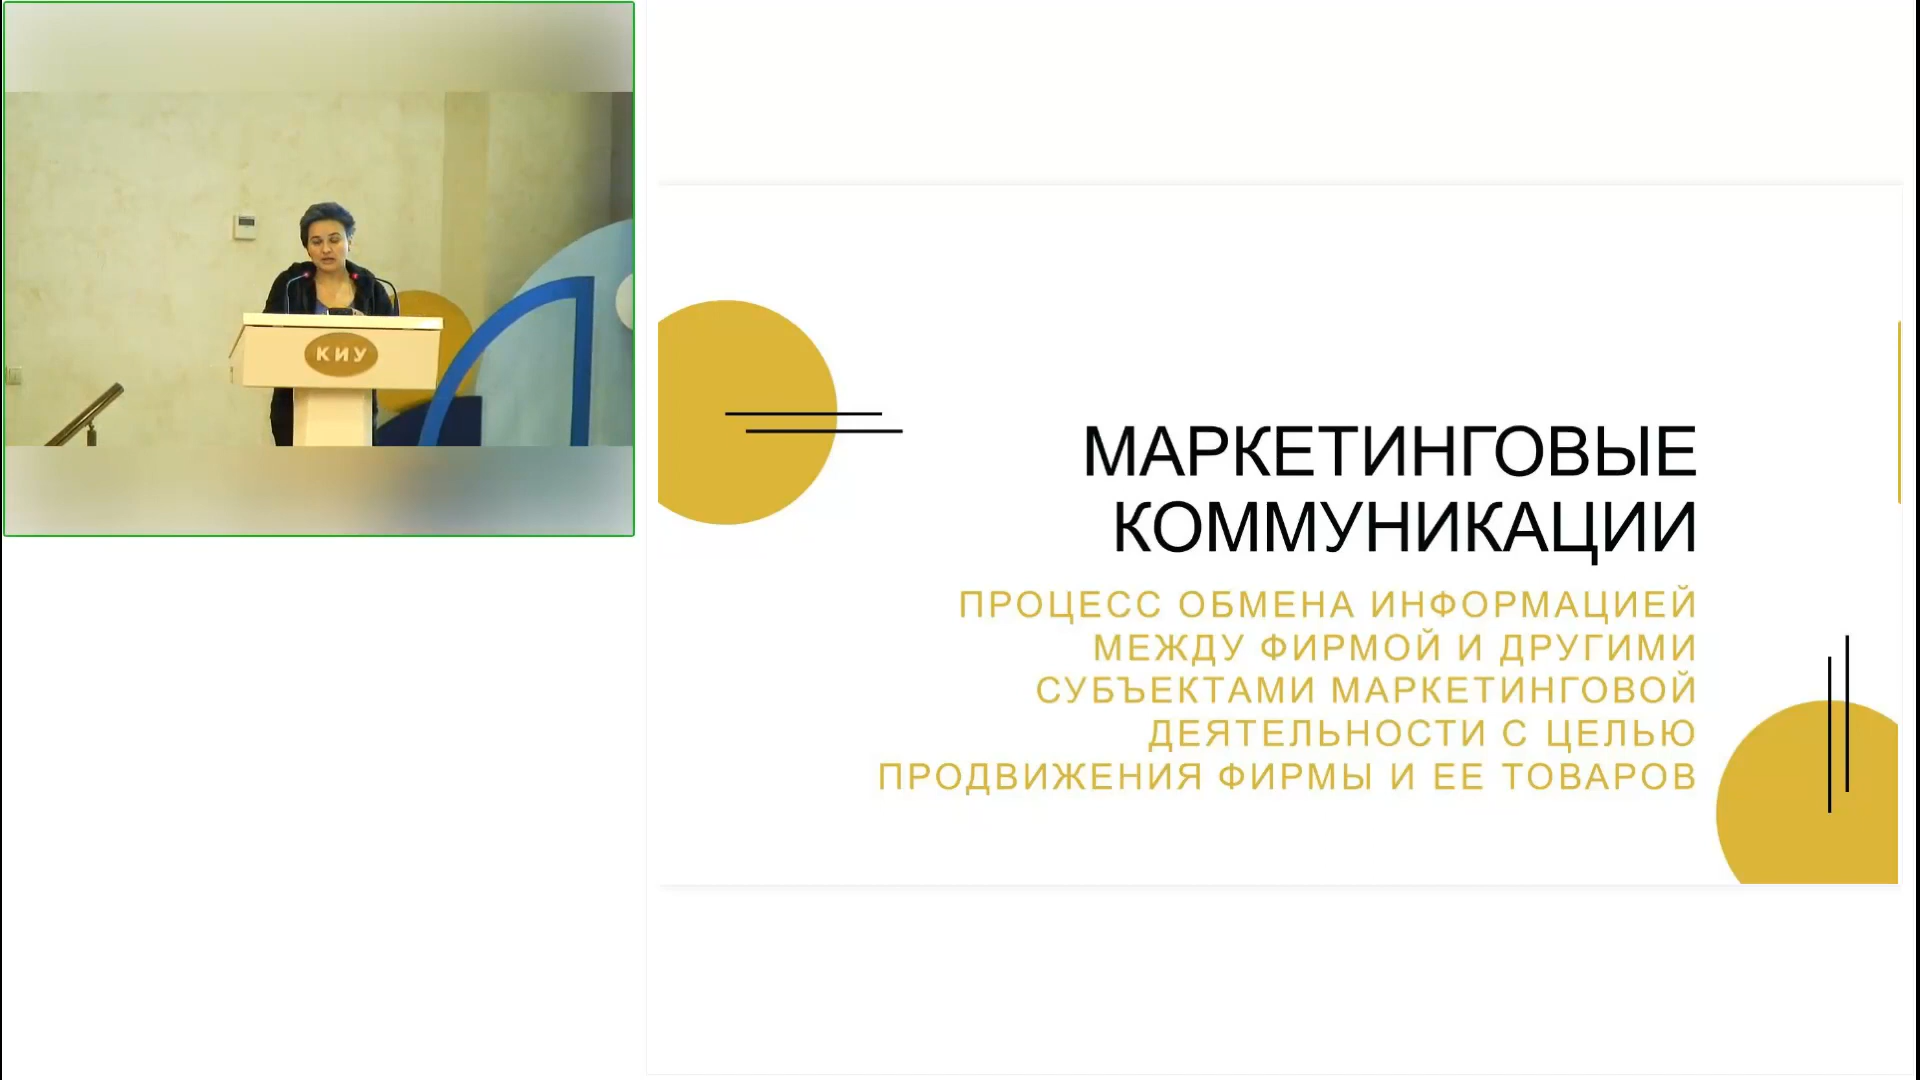 КИУ
МАРКЕТИНГОВЫЕ
КОММУНИКАЦИИ
ПРОЦЕСС ОБМЕНА ИНФОРМАЦИЕЙ
МЕЖДУ ФИРМОЙ И ДРУГИМИ
СУБЪЕКТАМИ МАРКЕТИНГОВОЙ
ДЕЯТЕЛЬНОСТИ С ЦЕЛЬЮ
ПРОДВИЖЕНИЯ ФИРМЫ И ЕЕ ТОВАРОВ